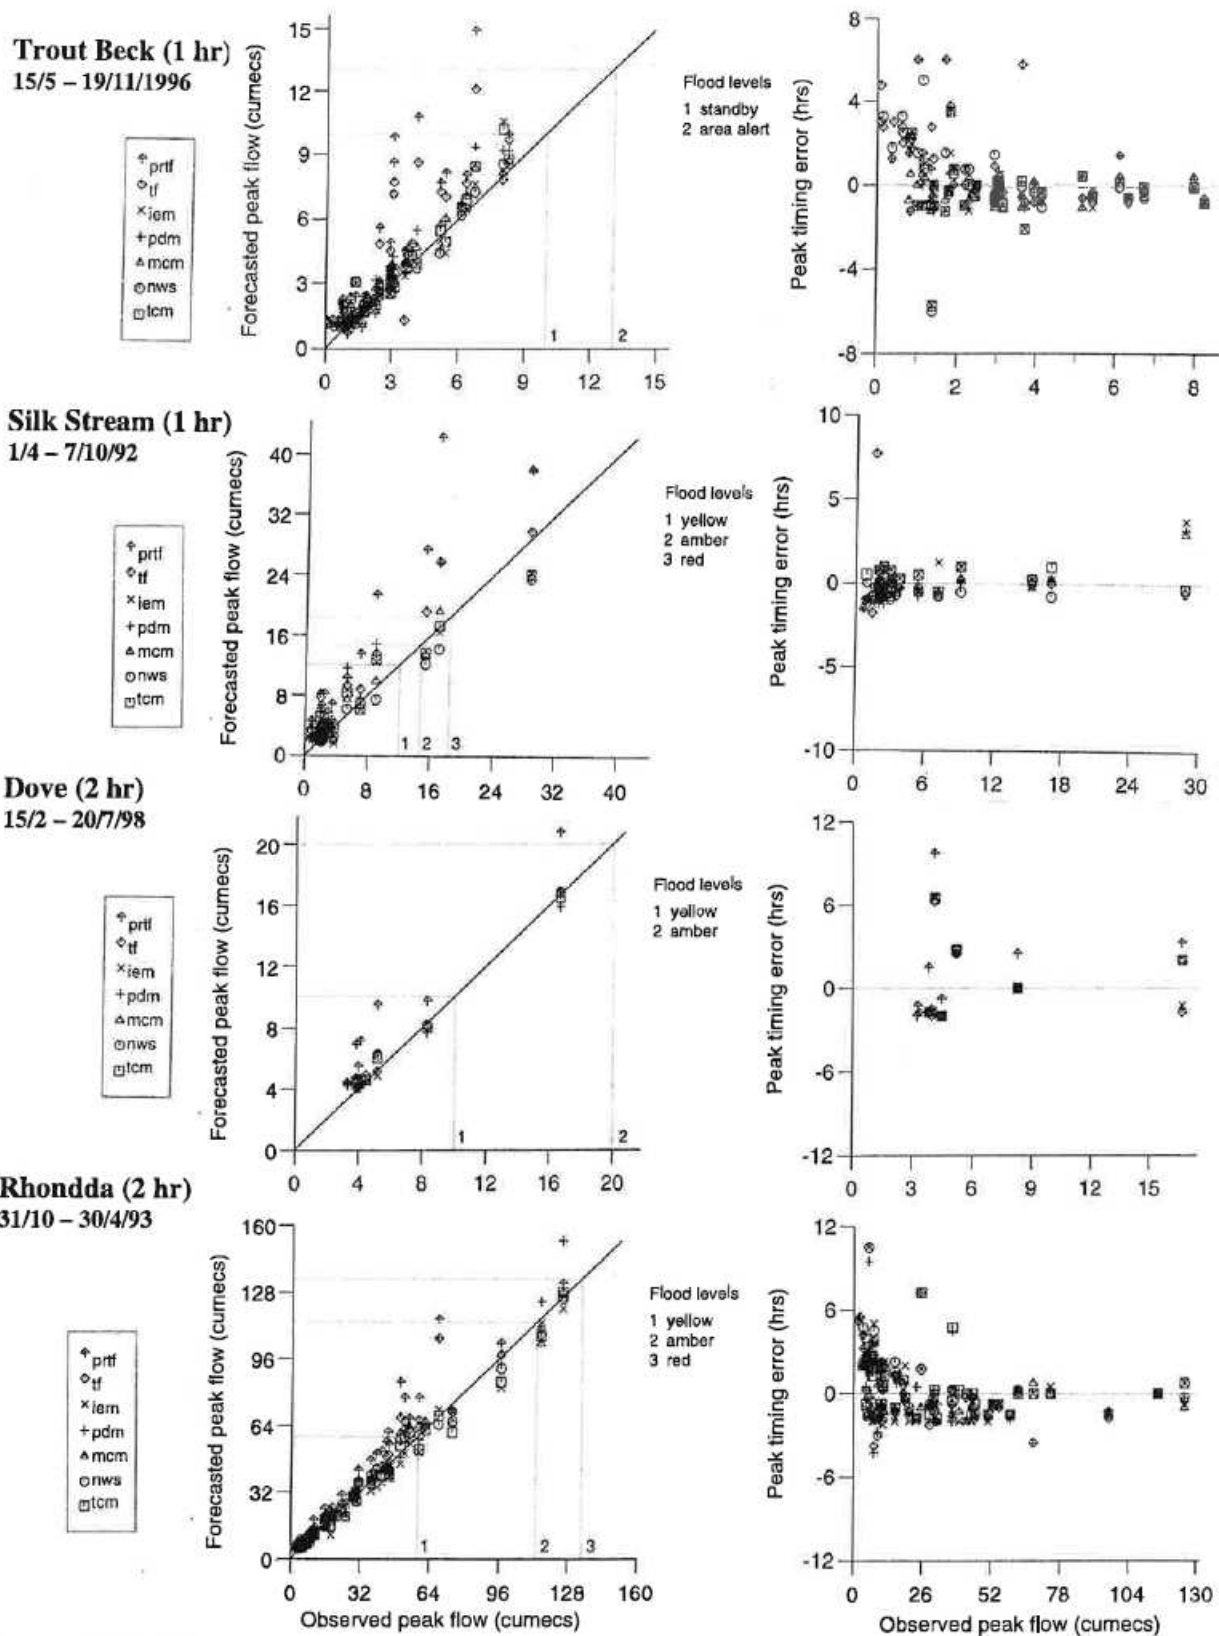 Trout Beck (1 hr)
15/5 – 19/11/1996
prtf
tf
iem
pdm
mcm
nws
tcm
Forecasted peak flow (cumecs)
15
12
9
6
3
0
0 3 6 9 12 15
1
2
Flood levels
1 standby
2 area alert
Peak timing error (hrs)
8
4
0
-4
-8
0 2 4 6 8
Silk Stream (1 hr)
1/4 – 7/10/92
prtf
tf
iem
pdm
mcm
nws
tcm
Forecasted peak flow (cumecs)
40
32
24
16
8
0
0 8 16 24 32 40
1 2 3
Flood levels
1 yellow
2 amber
3 red
Peak timing error (hrs)
10
5
0
-5
-10
0 6 12 18 24 30
Dove (2 hr)
15/2 – 20/7/98
prtf
tf
iem
pdm
mcm
nws
tcm
Forecasted peak flow (cumecs)
20
16
12
8
4
0
0 4 8 12 16 20
1
2
Flood levels
1 yellow
2 amber
Peak timing error (hrs)
12
6
0
-6
-12
0 3 6 9 12 15
Rhondda (2 hr)
31/10 – 30/4/93
prtf
tf
iem
pdm
mcm
nws
tcm
Forecasted peak flow (cumecs)
160
128
96
64
32
0
0 32 64 96 128 160
1 2 3
Observed peak flow (cumecs)
Flood levels
1 yellow
2 amber
3 red
Peak timing error (hrs)
12
6
0
-6
-12
0 26 52 78 104 130
Observed peak flow (cumecs)